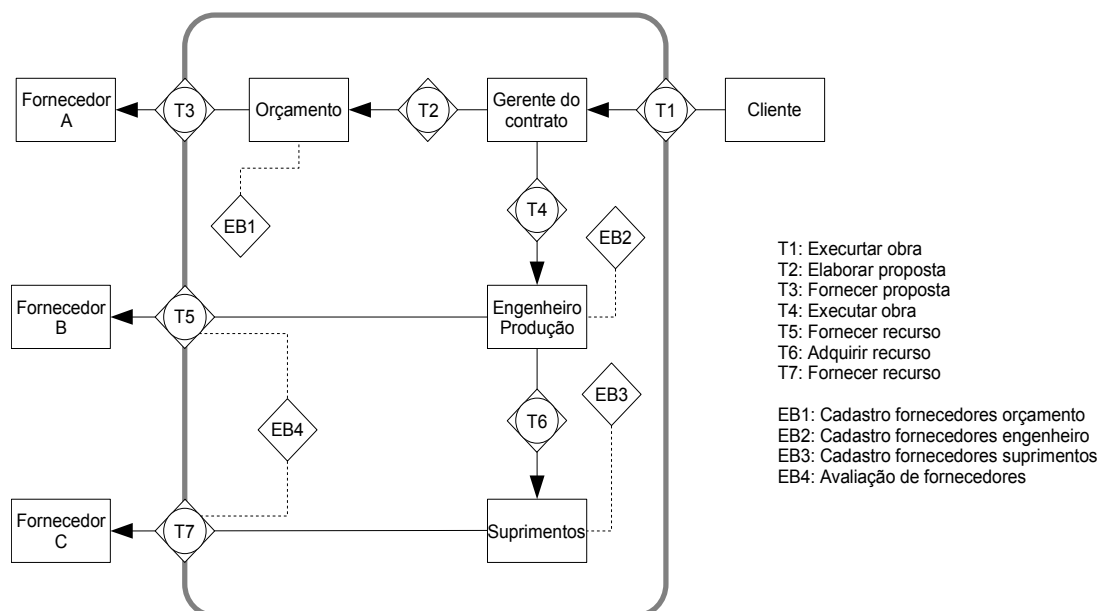 Fornecedor
A
T3
Orçamento
T2
Gerente do
contrato
T1
Cliente
EB1
T4
EB2
Fornecedor
B
T5
Engenheiro
Produção
EB4
T6
EB3
Fornecedor
C
T7
Suprimentos
T1: Execurtar obra
T2: Elaborar proposta
T3: Fornecer proposta
T4: Executar obra
T5: Fornecer recurso
T6: Adquirir recurso
T7: Fornecer recurso
EB1: Cadastro fornecedores orçamento
EB2: Cadastro fornecedores engenheiro
EB3: Cadastro fornecedores suprimentos
EB4: Avaliação de fornecedores